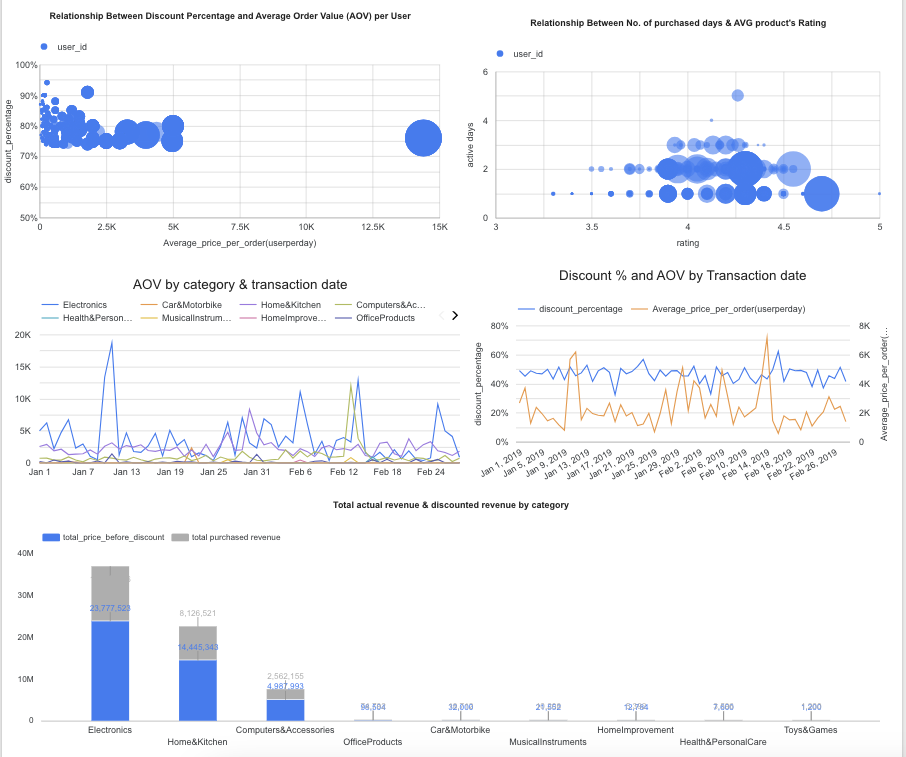 Relationship Between Discount Percentage and Average Order Value (AOV) per User
user_id
100%
90%
80%
70%
60%
50%
discount_percentage
0 2.5K 5K 7.5K 10K 12.5K 15K
Average_price_per_order(userperday)
Relationship Between No. of purchased days & AVG product's Rating
user_id
6
4
2
0
active days
3 3.5 4 4.5 5
rating
AOV by category & transaction date
Electronics Car&Motorbike Home&Kitchen Computers&Ac...
Health&Person... MusicalInstrum... HomeImprove... OfficeProducts
20K
15K
10K
5K
0
Jan 1 Jan 7 Jan 13 Jan 19 Jan 25 Jan 31 Feb 6 Feb 12 Feb 18 Feb 24
Discount % and AOV by Transaction date
discount_percentage Average_price_per_order(userperday)
80% 8K
60% 6K
40% 4K
20% 2K
0% 0
discount_percentage
Average_price_per_order(...
Jan 1, 2019 Jan 5, 2019 Jan 9, 2019 Jan 13, 2019 Jan 17, 2019 Jan 21, 2019 Jan 25, 2019 Jan 29, 2019 Feb 2, 2019 Feb 6, 2019 Feb 10, 2019 Feb 14, 2019 Feb 18, 2019 Feb 22, 2019 Feb 26, 2019
Total actual revenue & discounted revenue by category
total_price_before_discount total purchased revenue
40M
30M
20M
10M
0
23,777,523
8,126,521
14,445,343
2,562,155
4,987,993
1,200
Electronics
Home&Kitchen
Computers&Accessories
OfficeProducts
Car&Motorbike
MusicalInstruments
HomeImprovement
Health&PersonalCare
Toys&Games